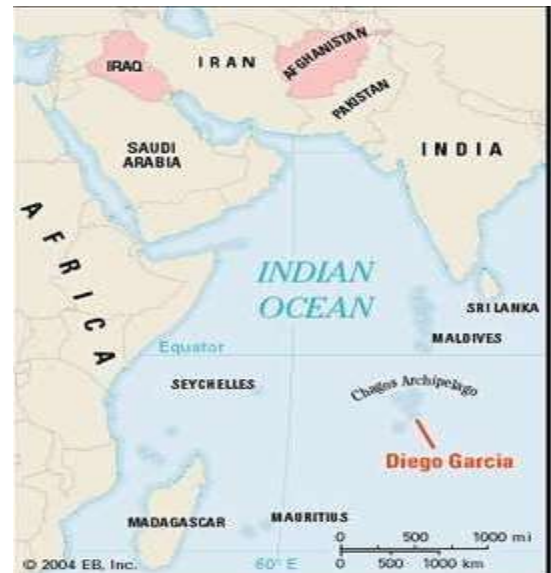 IRAQ
IRAN
AFGHANISTAN
PAKISTAN
SAUDI
ARABIA
INDIA
AFRICA
INDIAN
OCEAN
SRI LANKA
MALDIVES
Equator
SEYCHELLES
Chagos Archipelago
Diego Garcia
MADAGASCAR
MAURITIUS
0 500 1000 mi
0 500 1000 km
60° E
© 2004 EB, Inc.